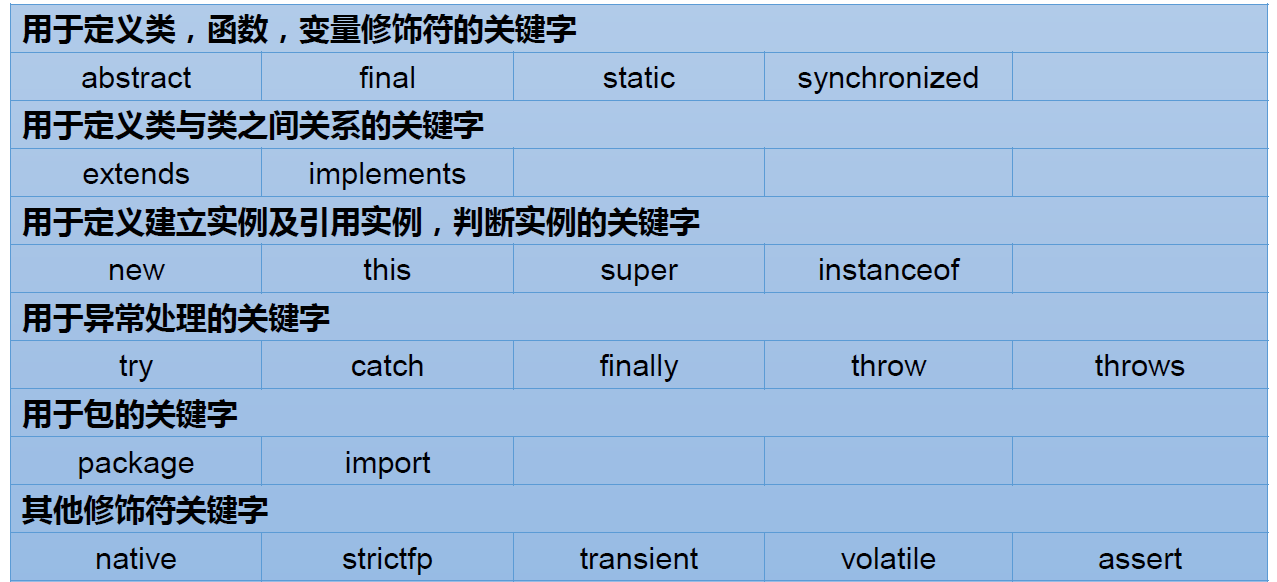 用于定义类，函数，变量修饰符的关键字
abstract final static synchronized
用于定义类与类之间关系的关键字
extends implements
用于定义建立实例及引用实例，判断实例的关键字
new this super instanceof
用于异常处理的关键字
try catch finally throw throws
用于包的关键字
package import
其他修饰符关键字
native strictfp transient volatile assert